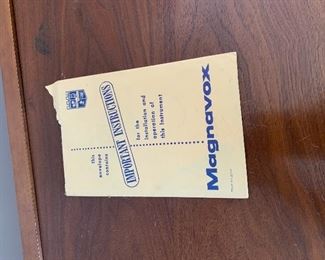 this
envelope
contains
IMPORTANT INSTRUCTIONS
for the
installation and
operation of
this instrument
Magnavox